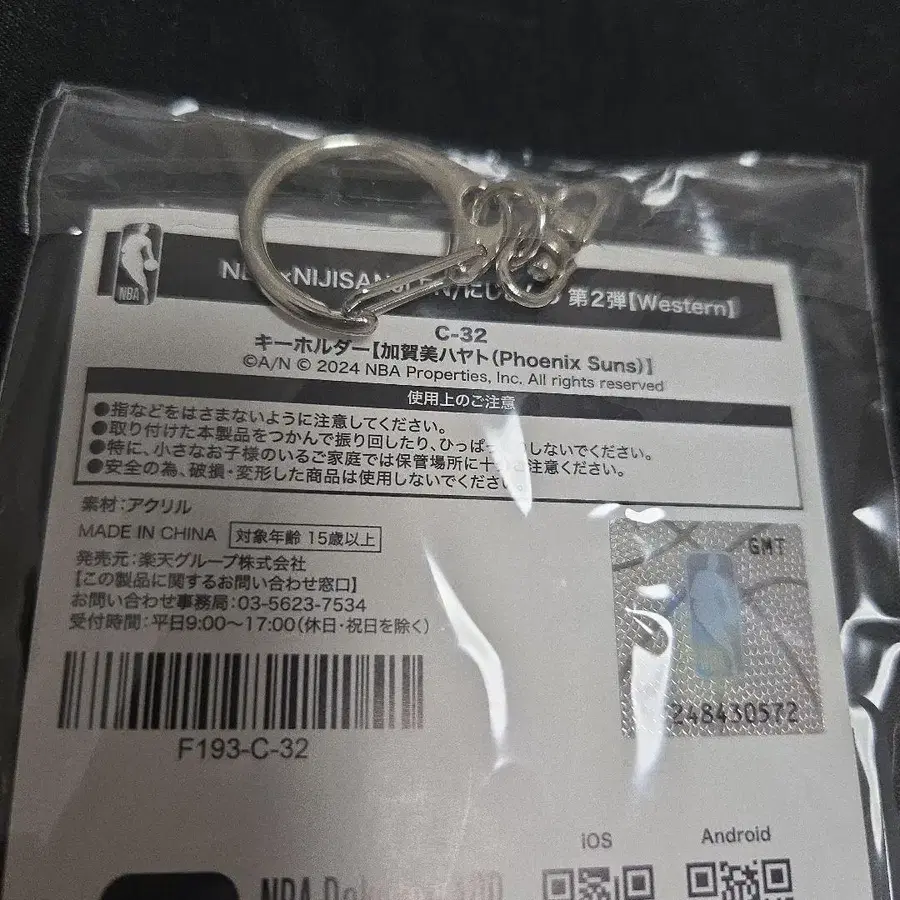 NBA
×NIJISAN 第2弾【Western】
C-32
キーホルダー【加賀美ハヤト(Phoenix Suns)】
©A/N © 2024 NBA Properties, Inc. All rights reserved
使用上のご注意
●指などをはさまないように注意してください。
●取り付けた本製品をつかんで振り回したり、ひっぱ しないでください。
●特に、小さなお子様のいるご家庭では保管場所に十 ご注意ください。
●安全の為、破損・変形した商品は使用しないでください。
素材:アクリル
MADE IN CHINA 対象年齢 15歳以上
発売元:楽天グループ株式会社
【この製品に関するお問い合わせ窓口】
お問い合わせ事務局:03-5623-7534
受付時間:平日9:00〜17:00(休日・祝日を除く)
F193-C-32
GMT
248430572
iOS
Android
NBA